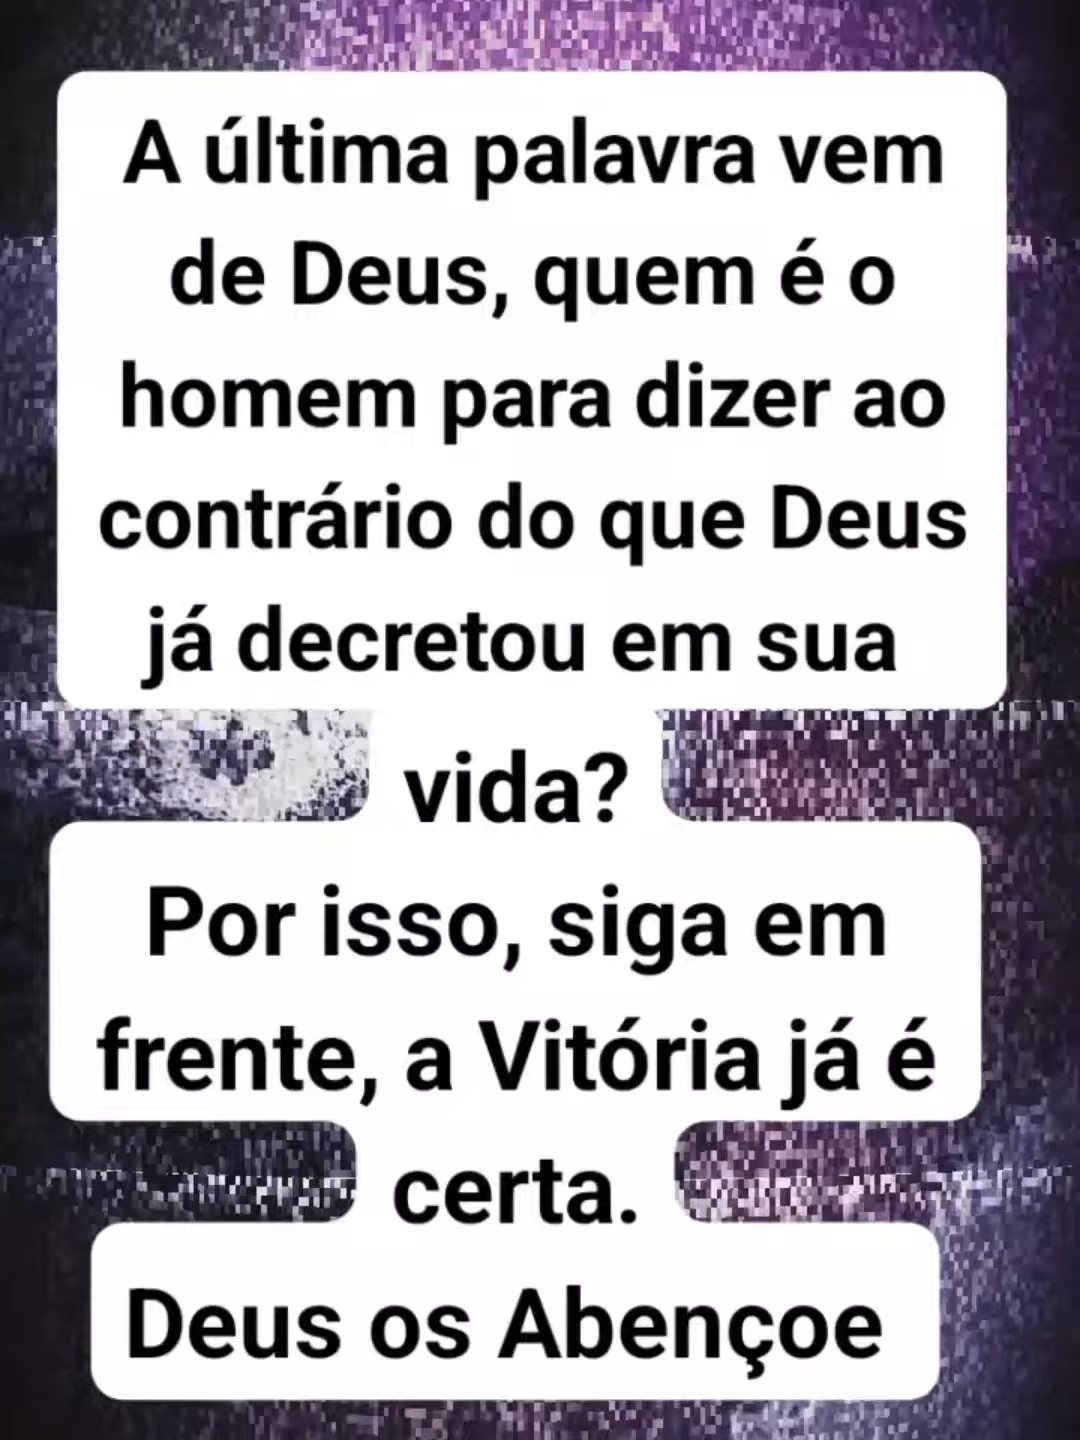 A última palavra vem
de Deus, quem é o
homem para dizer ao
contrário do que Deus
já decretou em sua
vida?
Por isso, siga em
frente, a Vitória já é
certa.
Deus os Abençoe